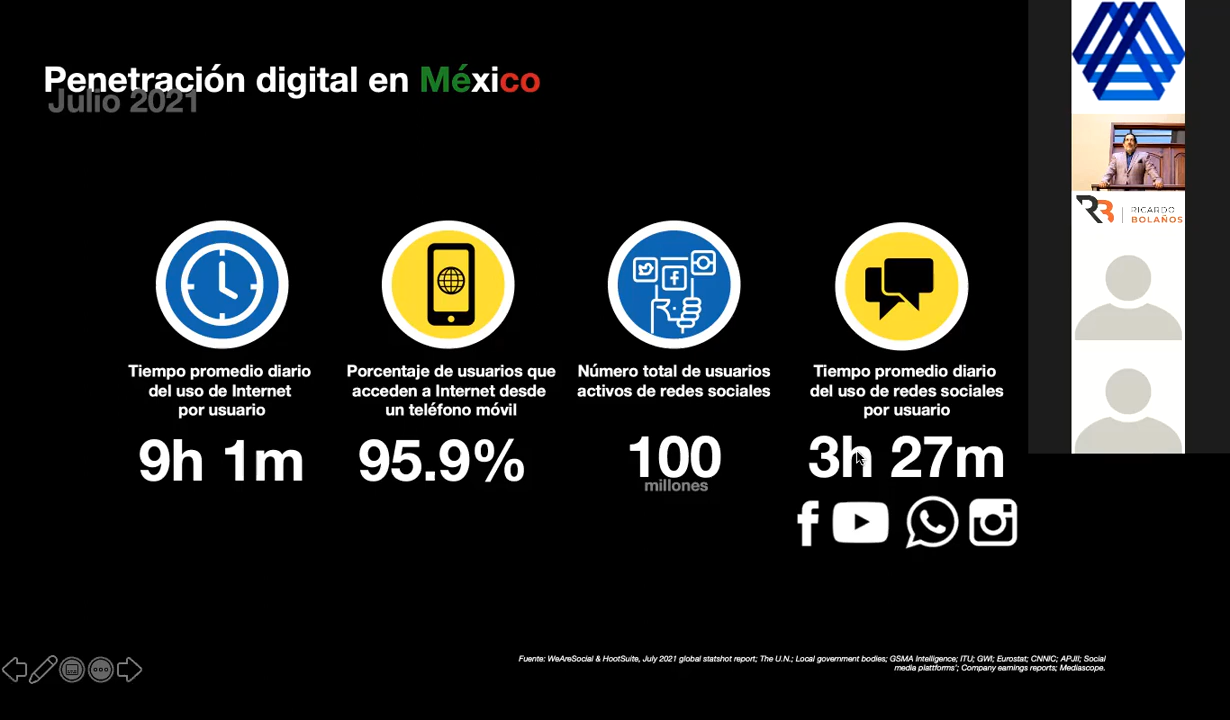 Penetración digital en México
Julio 2021
RICARDO
BOLAÑOS
Tiempo promedio diario
del uso de Internet
por usuario
9h 1m
Porcentaje de usuarios que
acceden a Internet desde
un teléfono móvil
95.9%
Número total de usuarios
activos de redes sociales
100
millones
Tiempo promedio diario
del uso de redes sociales
por usuario
3h 27m
Fuente: WeAreSocial & HootSuite, July 2021 global statshot report; The U.N.; Local government bodies; GSMA Intelligence; ITU; GWI; Eurostat; CNNIC; APJII; Social
media plattforms'; Company earnings reports; Mediascope.